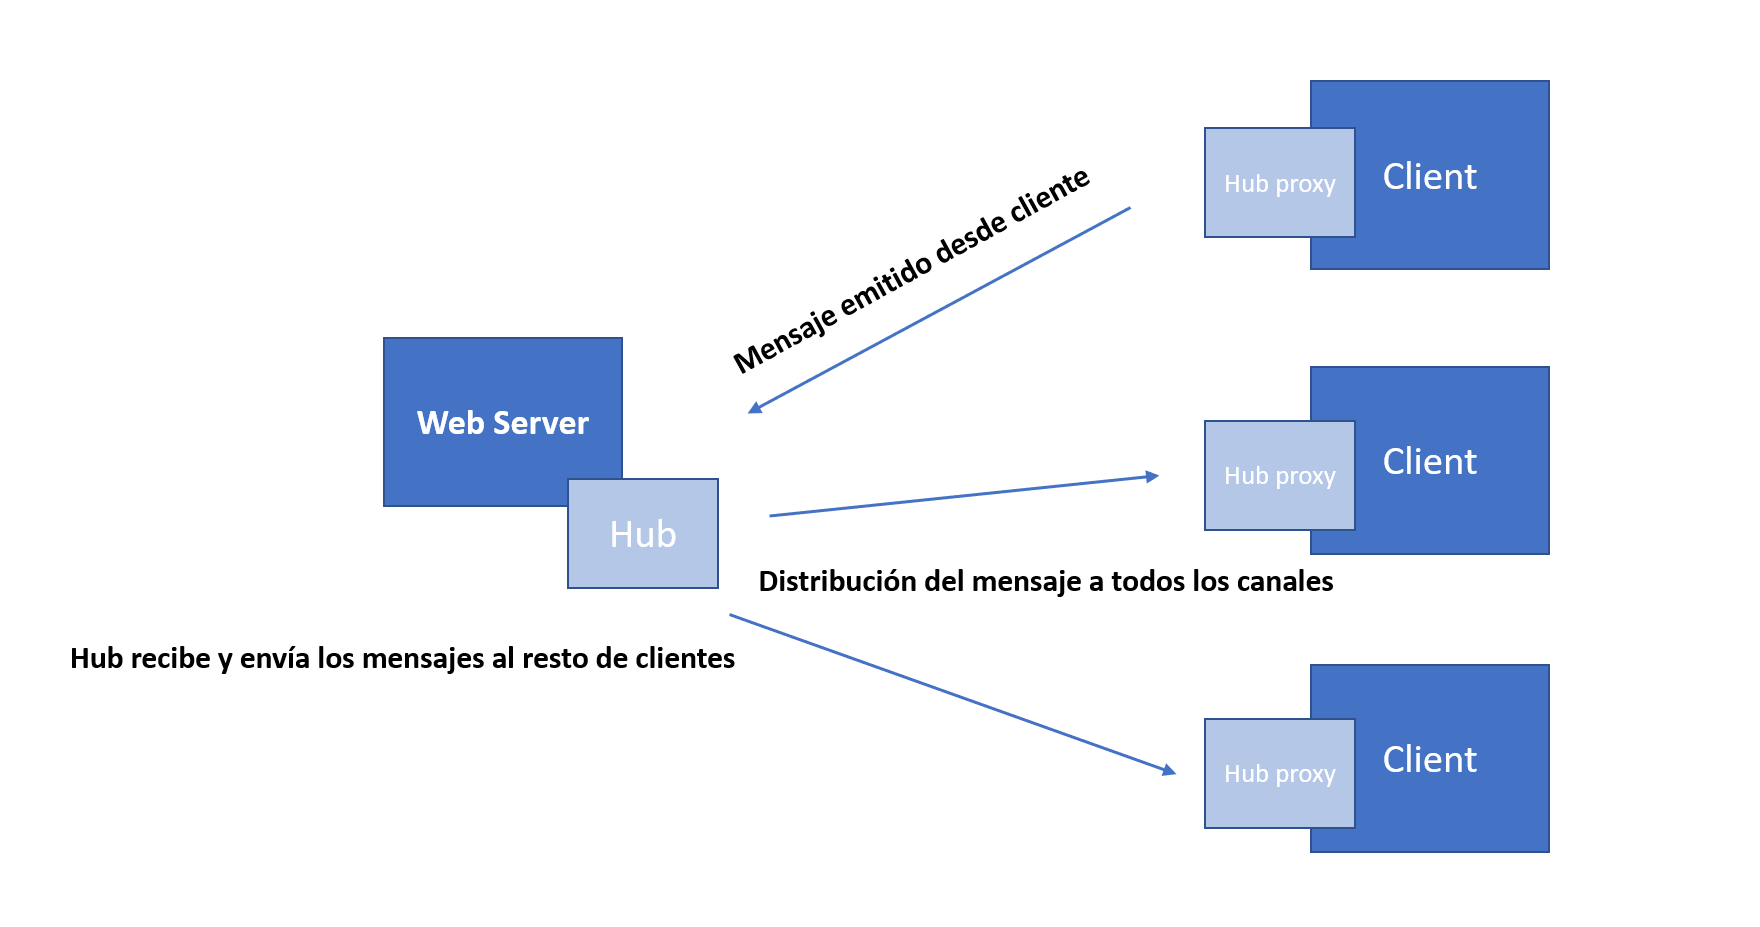 Hub proxy
Client
Mensaje emitido desde cliente
Web Server
Hub proxy
Client
Hub
Distribución del mensaje a todos los canales
Hub recibe y envía los mensajes al resto de clientes
Hub proxy
Client